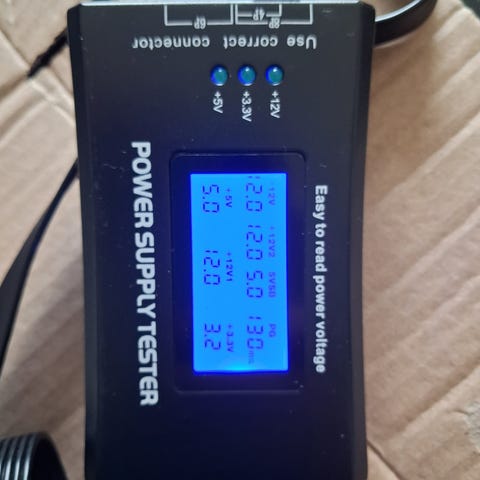 Use correct connector
8P
4P
6P
+12V
+3.3V
+5V
Easy to read power voltage
-12V +12V2 5VSB PG
12.0 12.0 5.0 130ms
+5V +12V1 +3.3V
5.0 12.0 3.2
POWER SUPPLY TESTER